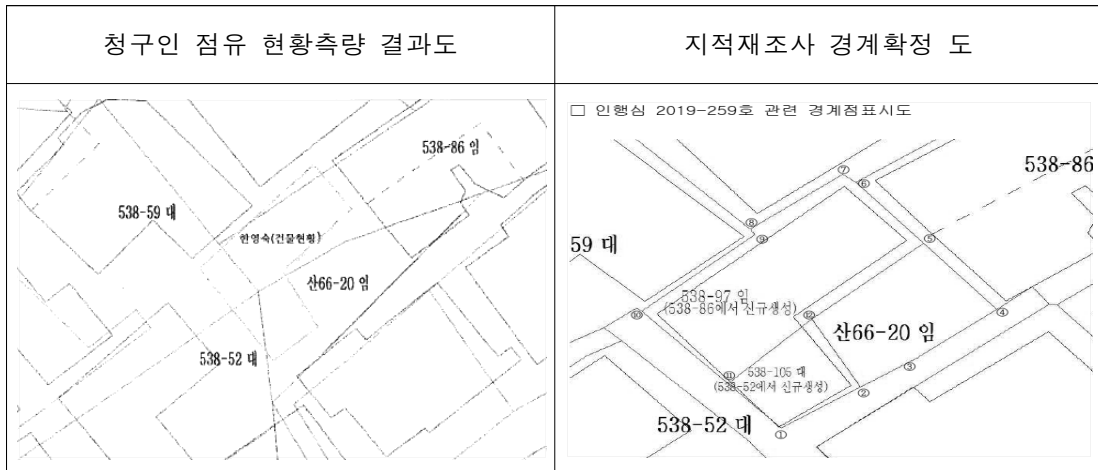 청구인 점유 현황측량 결과도
지적재조사 경계확정 도
538-86 임
538-59 대
한영숙(건물현황)
산66-20 임
538-52 대
□ 인행심 2019-259호 관련 경계점표시도
⑦
⑥
538-86
⑧
⑨
⑤
59 대
538-97 임
(538-86에서 신규생성)
⑩
⑫
④
산66-20 임
③
⑪
538-105 대
(538-52에서 신규생성)
②
538-52 대
①